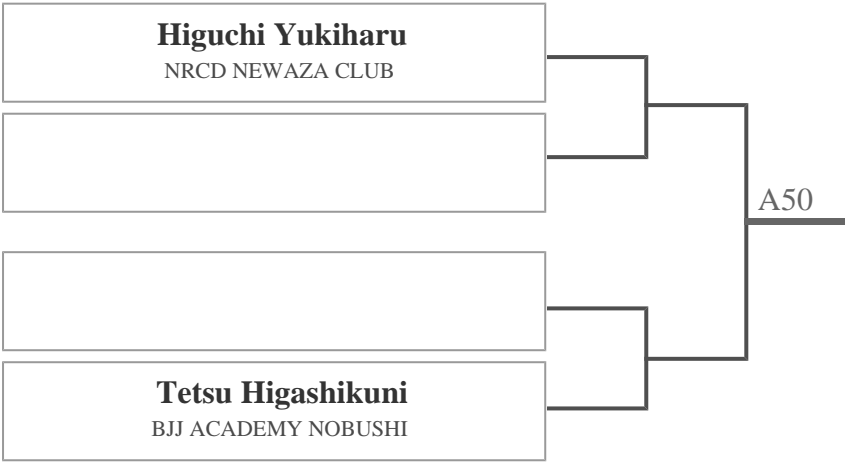 Higuchi Yukiharu
NRCD NEWAZA CLUB
A50
Tetsu Higashikuni
BJJ ACADEMY NOBUSHI